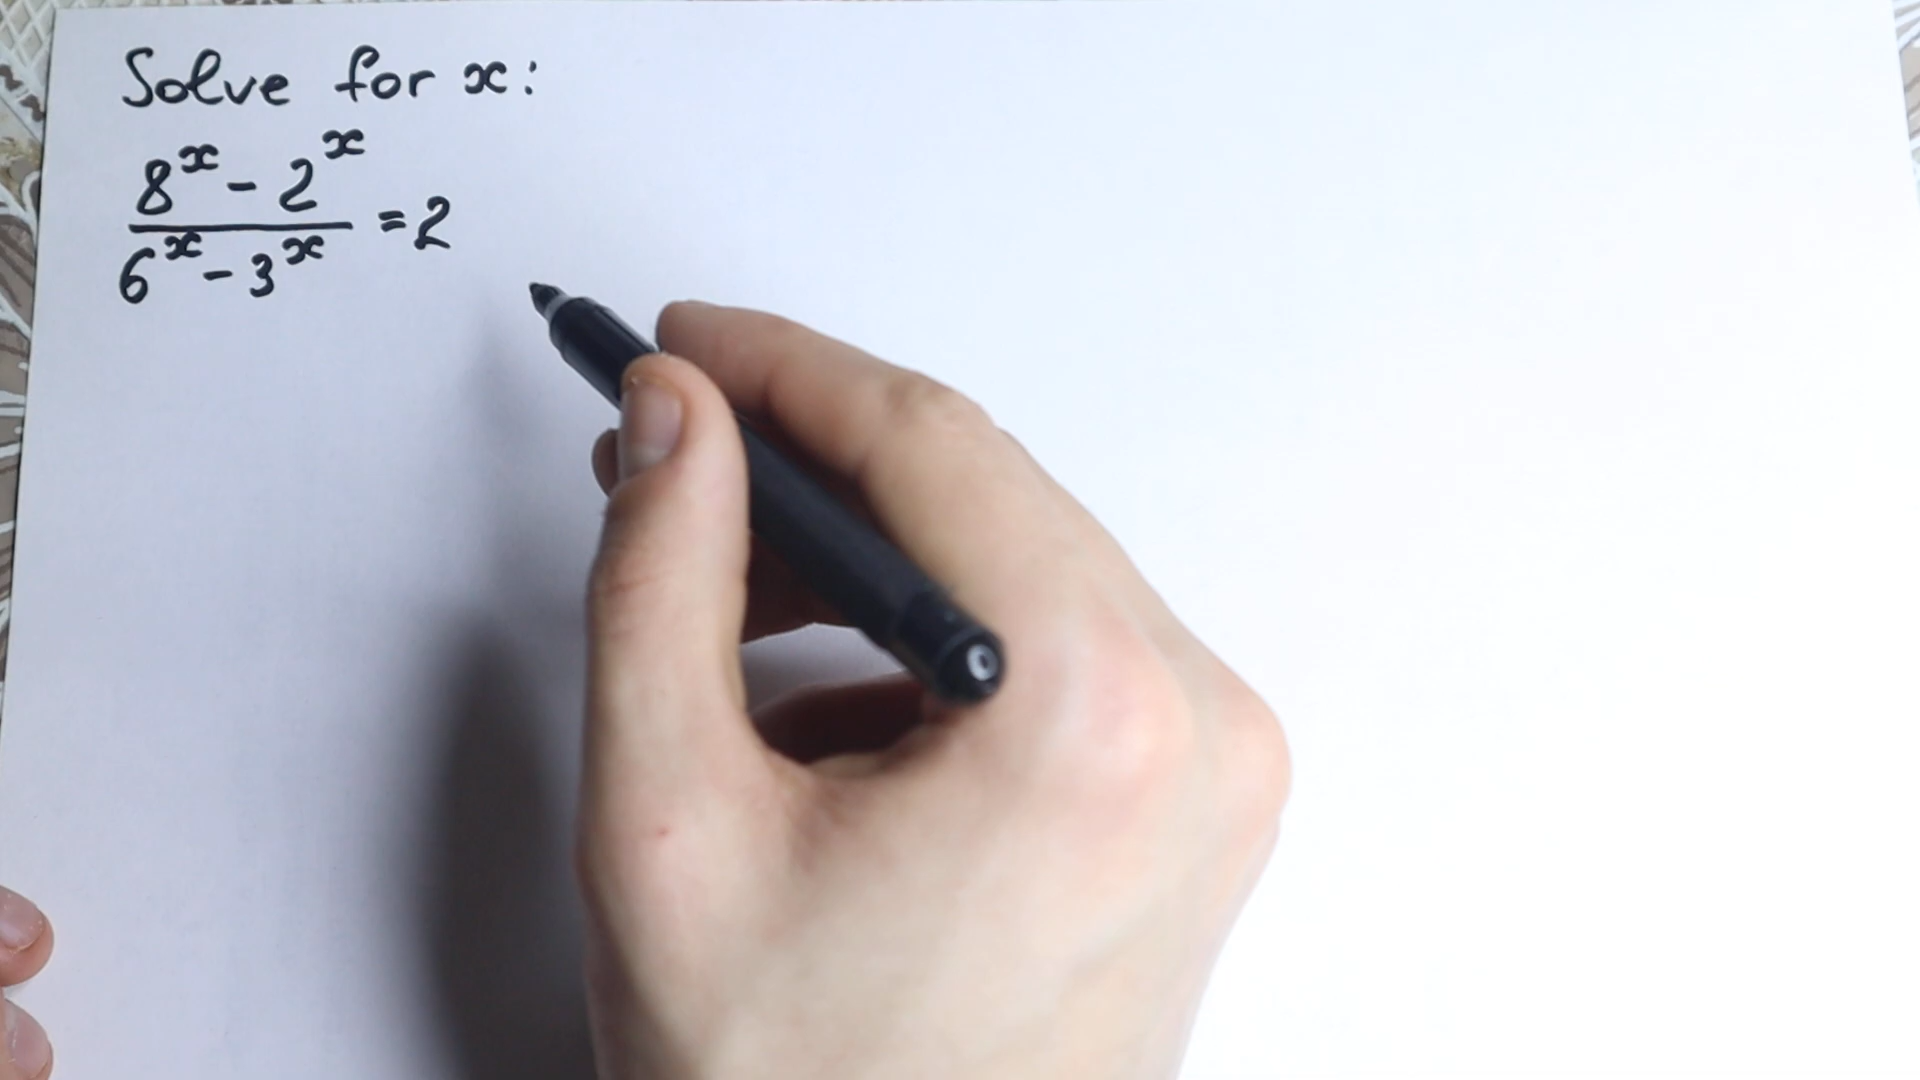 Solve for x:
8^x - 2^x
6^x - 3^x = 2